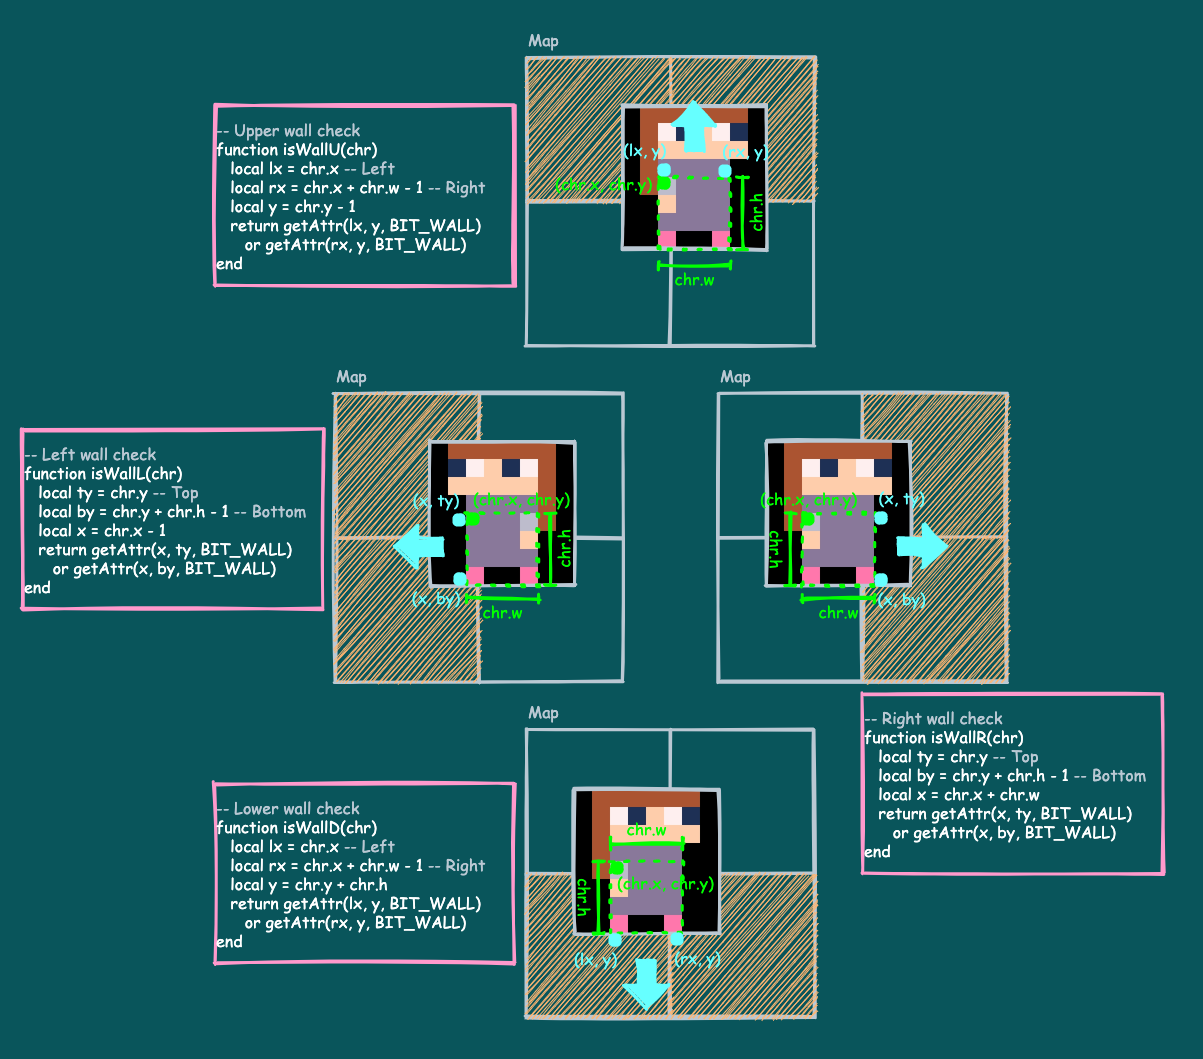 Map
-- Upper wall check
function isWallU(chr)
local lx = chr.x -- Left
local rx = chr.x + chr.w - 1 -- Right
local y = chr.y - 1
return getAttr(lx, y, BIT_WALL)
or getAttr(rx, y, BIT_WALL)
end
(lx, y)
(rx, y)
(chr.x, chr.y)
chr.h
chr.w
Map
-- Left wall check
function isWallL(chr)
local ty = chr.y -- Top
local by = chr.y + chr.h - 1 -- Bottom
local x = chr.x - 1
return getAttr(x, ty, BIT_WALL)
or getAttr(x, by, BIT_WALL)
end
(x, ty)
(chr.x, chr.y)
chr.h
(x, by)
chr.w
Map
(chr.x, chr.y)
(x, ty)
chr.h
chr.w
(x, by)
-- Right wall check
function isWallR(chr)
local ty = chr.y -- Top
local by = chr.y + chr.h - 1 -- Bottom
local x = chr.x + chr.w
return getAttr(x, ty, BIT_WALL)
or getAttr(x, by, BIT_WALL)
end
Map
-- Lower wall check
function isWallD(chr)
local lx = chr.x -- Left
local rx = chr.x + chr.w - 1 -- Right
local y = chr.y + chr.h
return getAttr(lx, y, BIT_WALL)
or getAttr(rx, y, BIT_WALL)
end
chr.w
chr.h
(chr.x, chr.y)
(lx, y)
(rx, y)